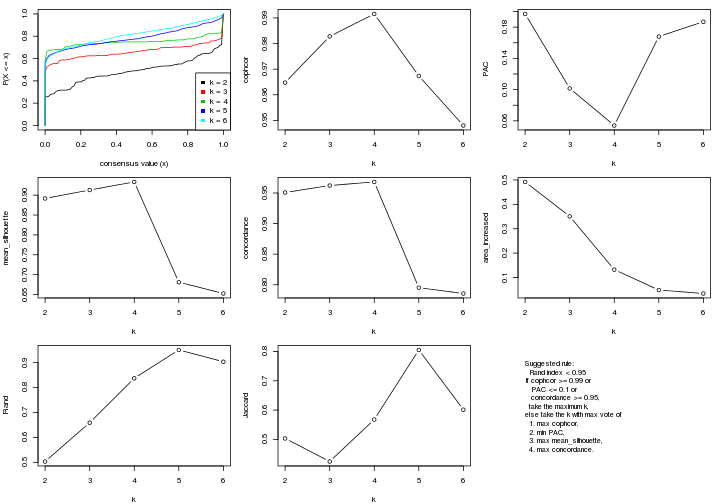 P(X <= x)
0.0 0.2 0.4 0.6 0.8 1.0
k = 2
k = 3
k = 4
k = 5
k = 6
0.0 0.2 0.4 0.6 0.8 1.0
consensus value (x)
cophcor
0.95 0.96 0.97 0.98 0.99
2 3 4 5 6
k
PAC
0.06 0.10 0.14 0.18
2 3 4 5 6
k
mean_silhouette
0.65 0.70 0.75 0.80 0.85 0.90
2 3 4 5 6
k
concordance
0.80 0.85 0.90 0.95
2 3 4 5 6
k
area_increased
0.1 0.2 0.3 0.4 0.5
2 3 4 5 6
k
Rand
0.5 0.6 0.7 0.8 0.9
2 3 4 5 6
k
Jaccard
0.5 0.6 0.7 0.8
2 3 4 5 6
k
Suggested rule:
Rand index < 0.95
If cophcor >= 0.99 or
PAC <= 0.1 or
concordance >= 0.95,
take the maximum k,
else take the k with max vote of
1. max cophcor,
2. min PAC,
3. max mean_silhouette,
4. max concordance.